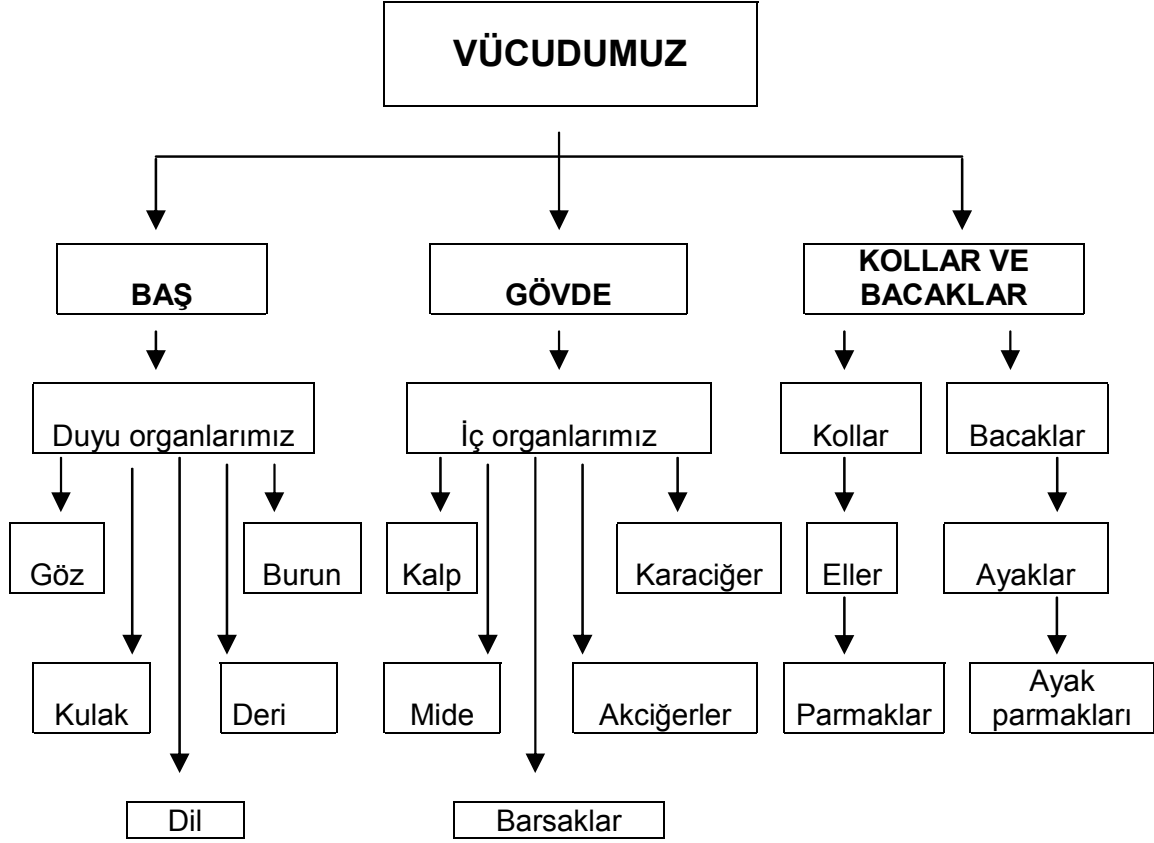 VÜCUDUMUZ
BAŞ
GÖVDE
KOLLAR VE
BACAKLAR
Duyu organlarımız
İç organlarımız
Kollar
Bacaklar
Göz
Burun
Kalp
Karaciğer
Eller
Ayaklar
Kulak
Deri
Mide
Akciğerler
Parmaklar
Ayak
parmakları
Dil
Barsaklar